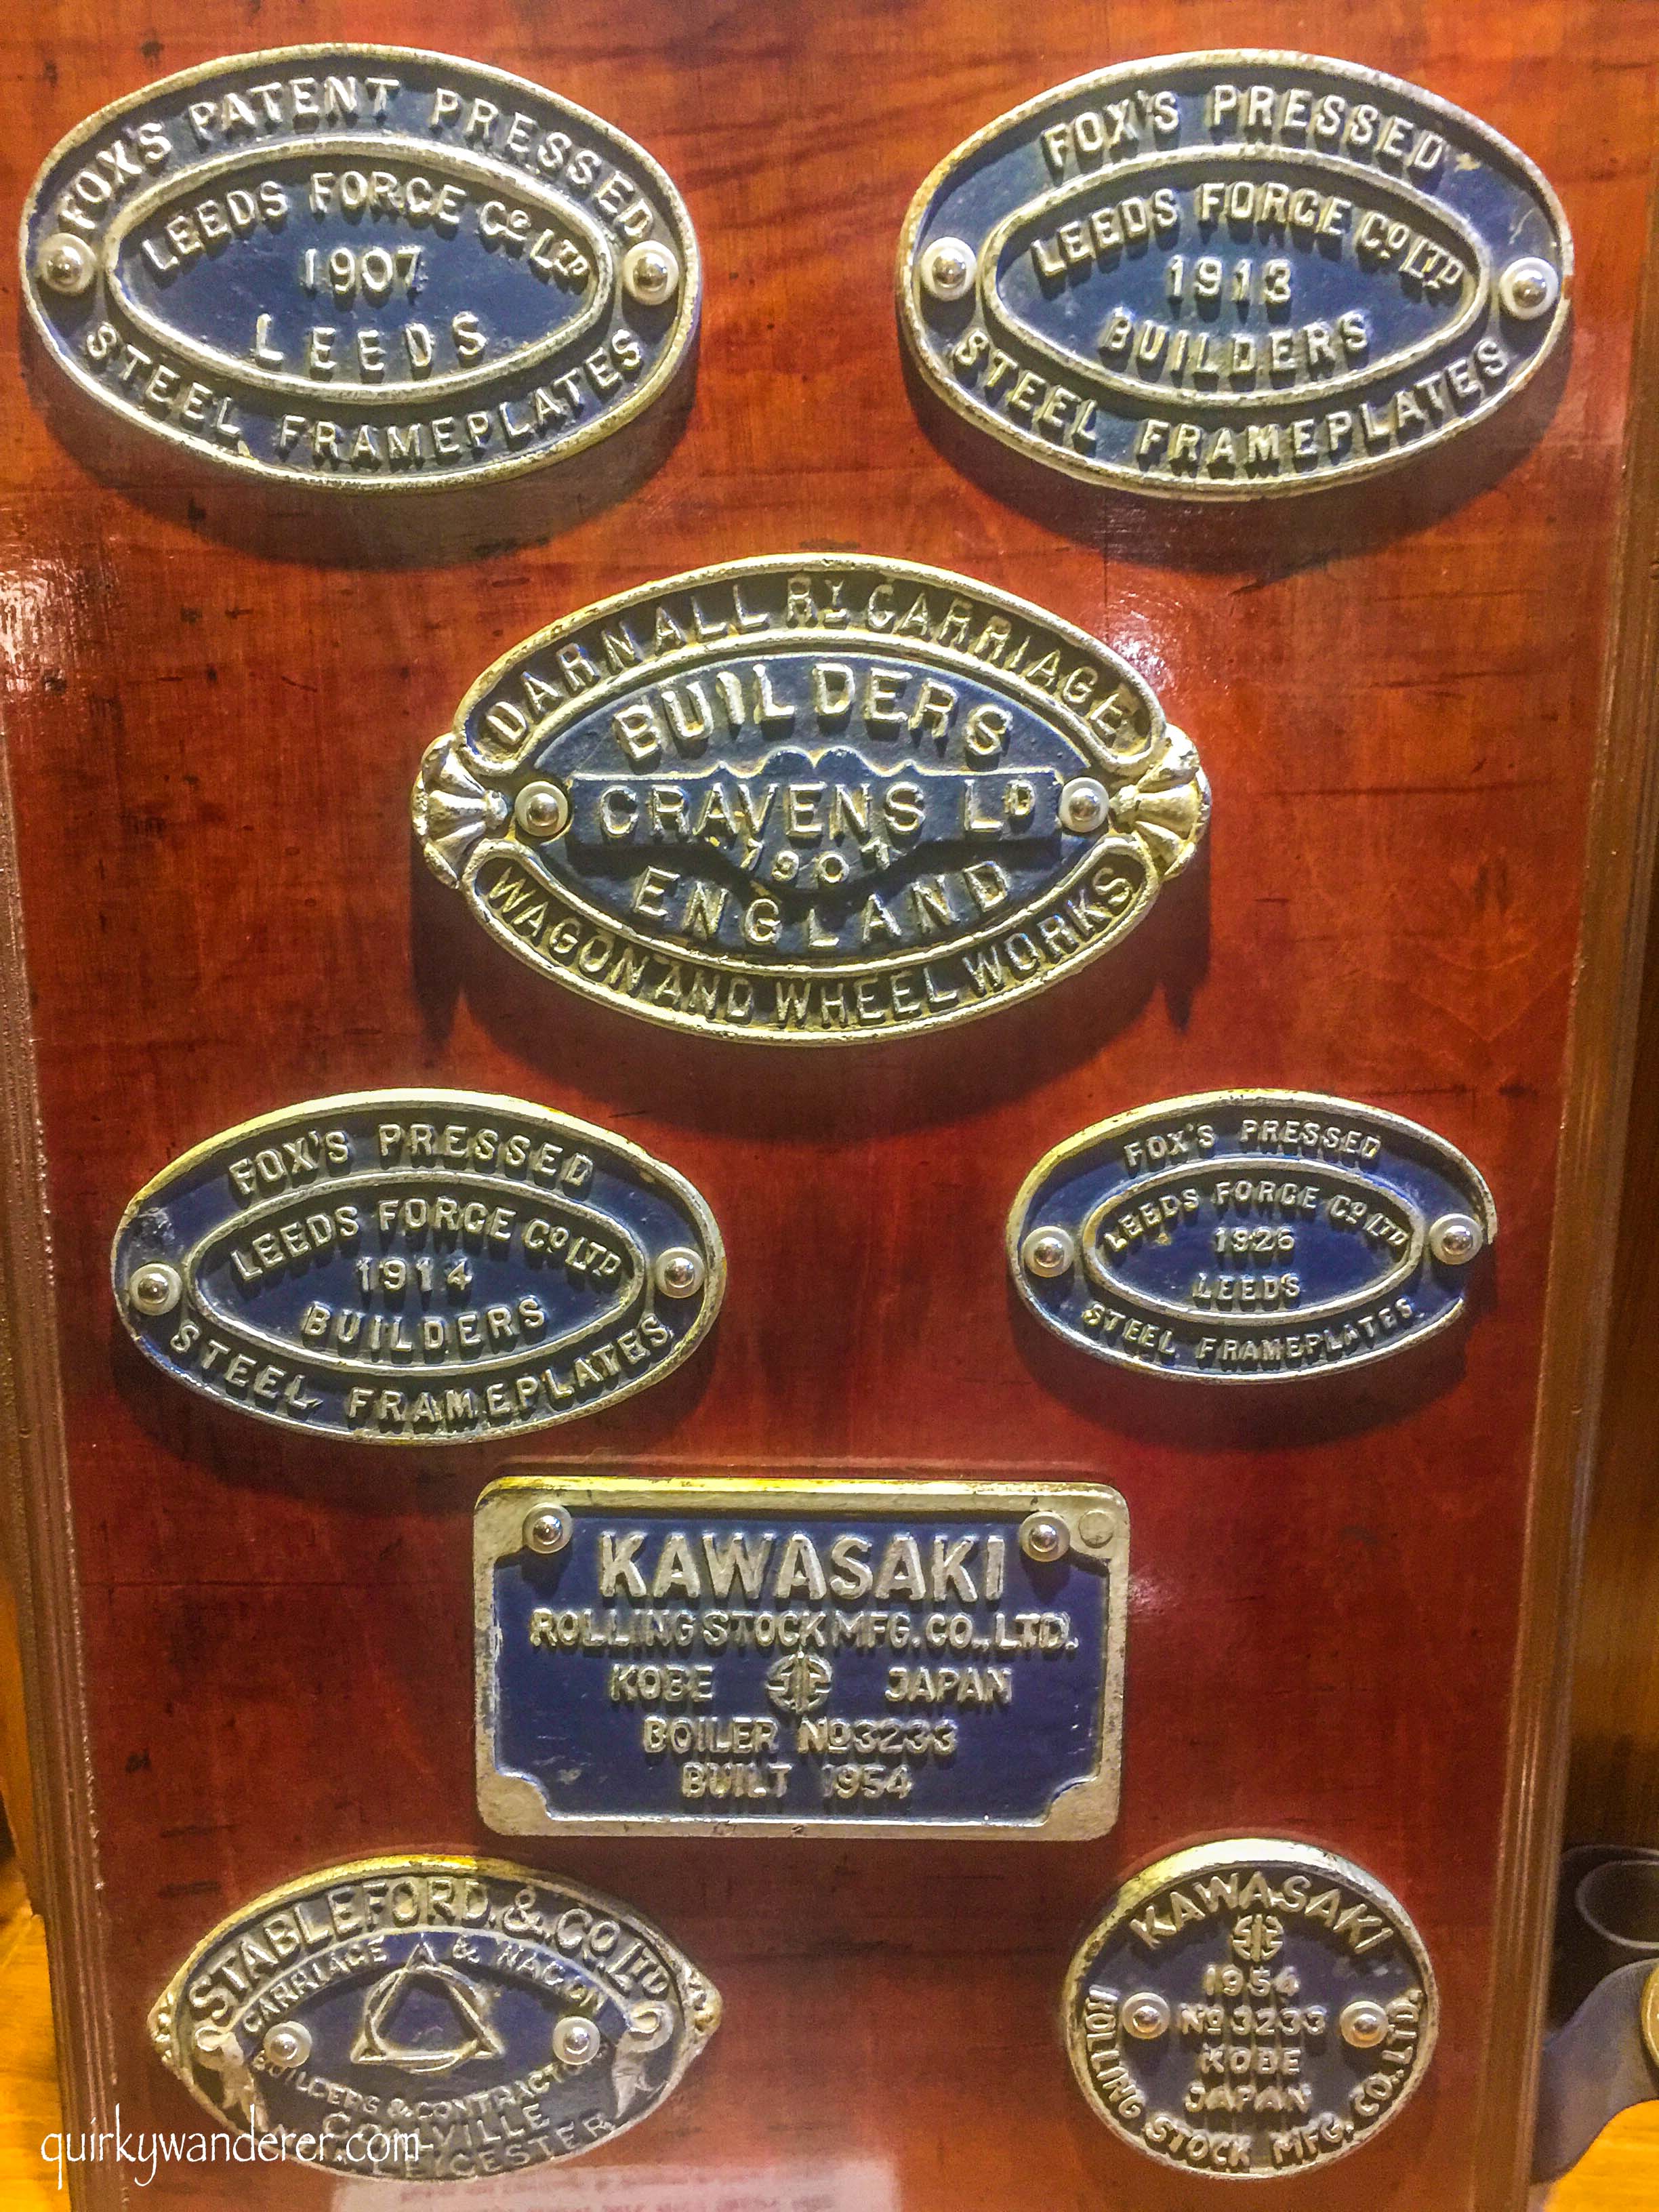 FOX'S PATENT PRESSED
LEEDS FORGE Cº LTD
1907
LEEDS
STEEL FRAMEPLATES
FOX'S PRESSED
LEEDS FORGE Cº LTD
1913
BUILDERS
STEEL FRAMEPLATES
DARNALL RY CARRIAGE
BUILDERS
CRAVENS LD
1907
ENGLAND
WAGON AND WHEEL WORKS
FOX'S PRESSED
LEEDS FORGE Cº LTD
1914
BUILDERS
STEEL FRAMEPLATES
FOX'S PRESSED
LEEDS FORGE Cº LTD
1926
LEEDS
STEEL FRAMEPLATES
KAWASAKI
ROLLING STOCK MFG. CO., LTD.
KOBE JAPAN
BOILER Nº3233
BUILT 1954
STABLEFORD & CO LTD
CARRIAGE & WAGON
BUILDERS & CONTRACTORS
COALVILLE
LEICESTER
KAWASAKI
1954
Nº3233
KOBE
JAPAN
ROLLING STOCK MFG. CO., LTD.
quirkywanderer.com